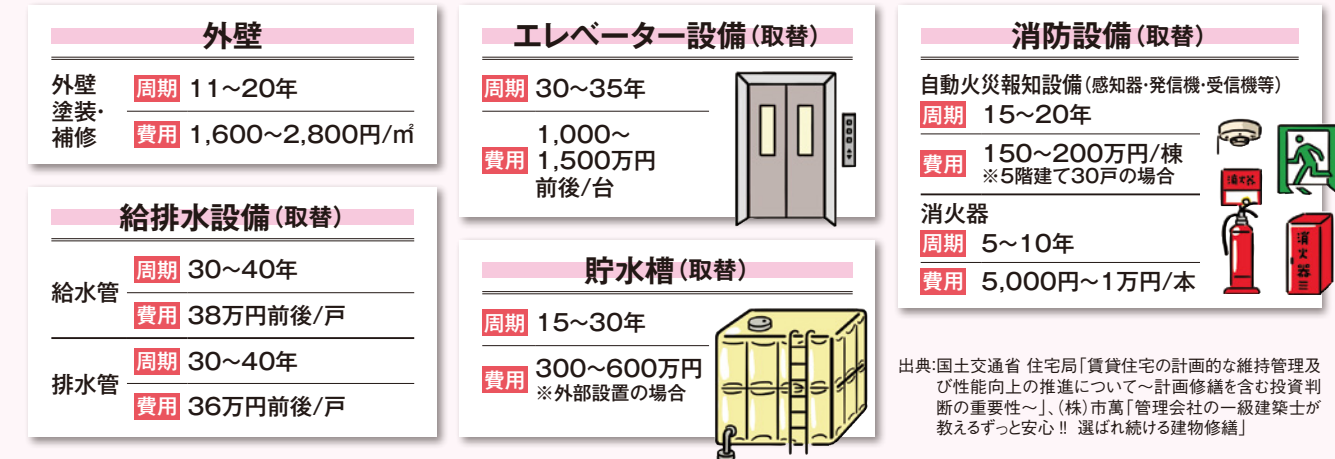 外壁
外壁
塗装・
補修
周期 11〜20年
費用 1,600〜2,800円/㎡
給排水設備(取替)
給水管
周期 30〜40年
費用 38万円前後/戸
排水管
周期 30〜40年
費用 36万円前後/戸
エレベーター設備(取替)
周期 30〜35年
費用 1,000〜
1,500万円
前後/台
貯水槽(取替)
周期 15〜30年
費用 300〜600万円
※外部設置の場合
消防設備(取替)
自動火災報知設備(感知器・発信機・受信機等)
周期 15〜20年
費用 150〜200万円/棟
※5階建て30戸の場合
消火器
周期 5〜10年
費用 5,000円〜1万円/本
消火器
消火器
出典:国土交通省 住宅局「賃貸住宅の計画的な維持管理及
び性能向上の推進について〜計画修繕を含む投資判
断の重要性〜」、(株)市萬「管理会社の一級建築士が
教えるずっと安心!! 選ばれ続ける建物修繕」